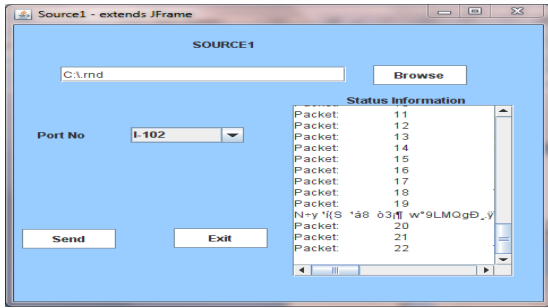 Source1 - extends JFrame
SOURCE1
C:\.rnd
Browse
Status Information
Port No
I-102
Packet: 11
Packet: 12
Packet: 13
Packet: 14
Packet: 15
Packet: 16
Packet: 17
Packet: 18
Packet: 19
Packet: 20
Packet: 21
Packet: 22
Send
Exit